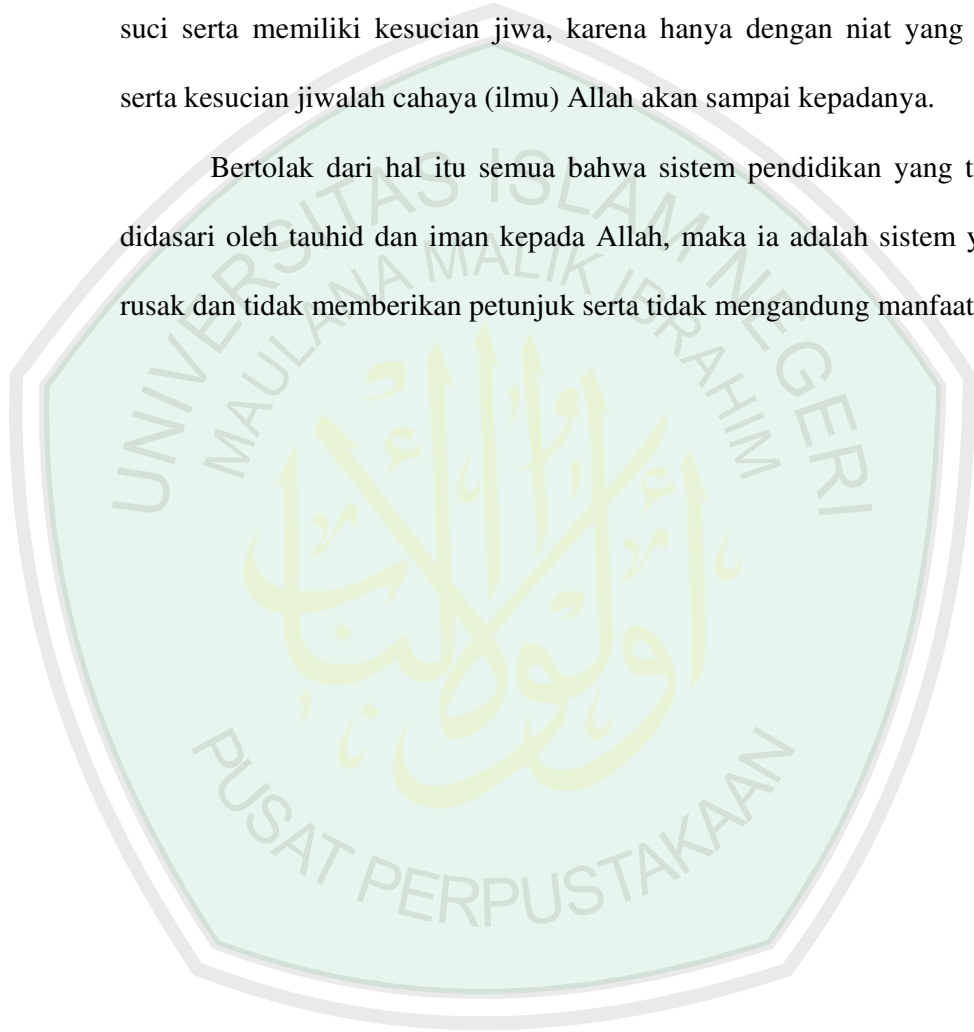 suci serta memiliki kesucian jiwa, karena hanya dengan niat yang
serta kesucian jiwalah cahaya (ilmu) Allah akan sampai kepadanya.
Bertolak dari hal itu semua bahwa sistem pendidikan yang
didasari oleh tauhid dan iman kepada Allah, maka ia adalah sistem
rusak dan tidak memberikan petunjuk serta tidak mengandung manfaat
UNIVERSITAS ISLAM NEGERI
MAULANA MALIK IBRAHIM
أولوا الألباب
PUSAT PERPUSTAKAAN